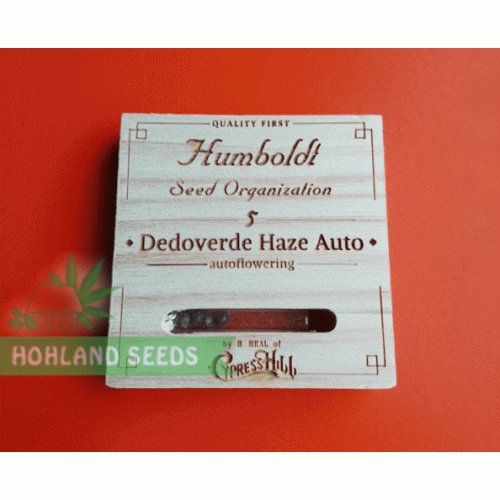 QUALITY FIRST
Humboldt
Seed Organization
5
Dedoverde Haze Auto
autoflowering
by B REAL of
CYPRESS HILL
HOHLAND SEEDS